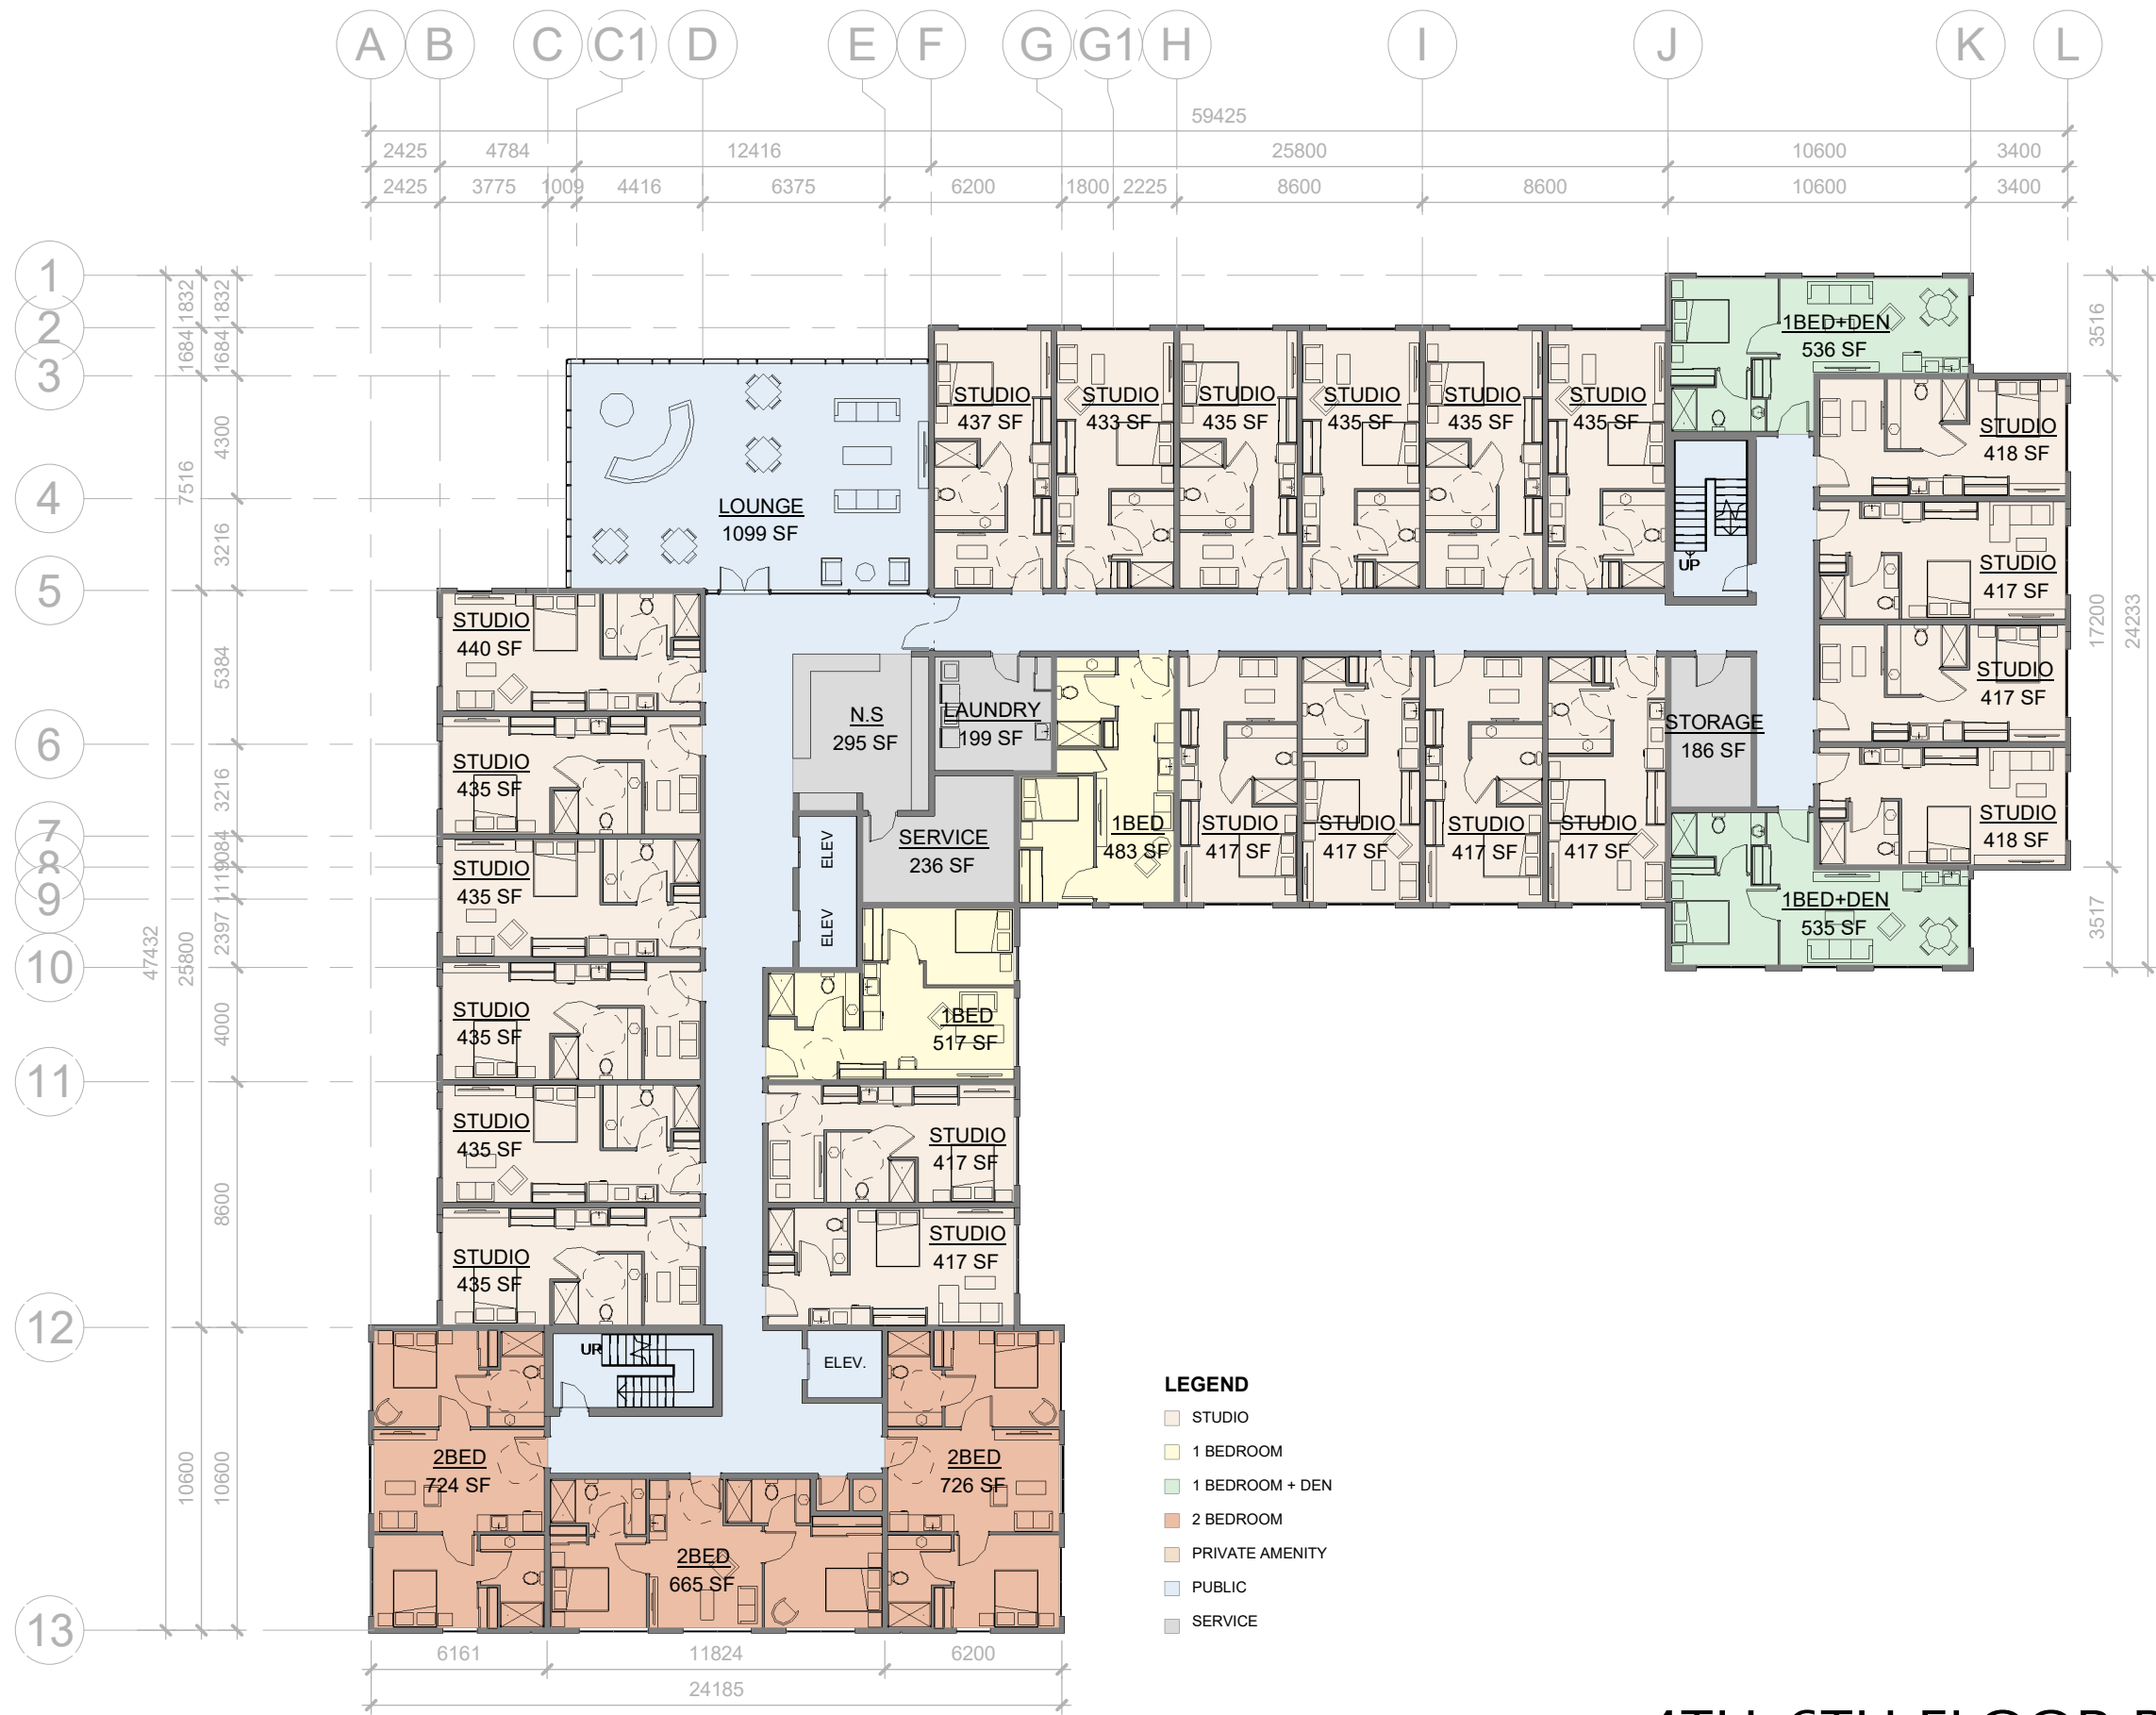 A B C C1 D E F G G1 H I J K L
59425
2425 4784 12416 25800 10600 3400
2425 3775 1009 4416 6375 6200 1800 2225 8600 8600 10600 3400
1
2
3
4
5
6
7
8
9
10
11
12
13
1832 1832
1684 1684
4300
7516
3216
5384
3216
1084
1119
2397
47432
25800
4000
8600
10600 10600
3516
17200
24233
3517
1BED+DEN
536 SF
STUDIO
437 SF
STUDIO
433 SF
STUDIO
435 SF
STUDIO
435 SF
STUDIO
435 SF
STUDIO
435 SF
STUDIO
418 SF
LOUNGE
1099 SF
UP
STUDIO
417 SF
STUDIO
440 SF
STUDIO
417 SF
N.S
295 SF
LAUNDRY
199 SF
STORAGE
186 SF
STUDIO
435 SF
1BED
483 SF
STUDIO
417 SF
STUDIO
417 SF
STUDIO
417 SF
STUDIO
417 SF
STUDIO
418 SF
SERVICE
236 SF
ELEV
ELEV
STUDIO
435 SF
1BED+DEN
535 SF
STUDIO
435 SF
1BED
517 SF
STUDIO
435 SF
STUDIO
417 SF
STUDIO
435 SF
STUDIO
417 SF
UP
ELEV.
2BED
724 SF
2BED
726 SF
2BED
665 SF
6161 11824 6200
24185
LEGEND
STUDIO
1 BEDROOM
1 BEDROOM + DEN
2 BEDROOM
PRIVATE AMENITY
PUBLIC
SERVICE